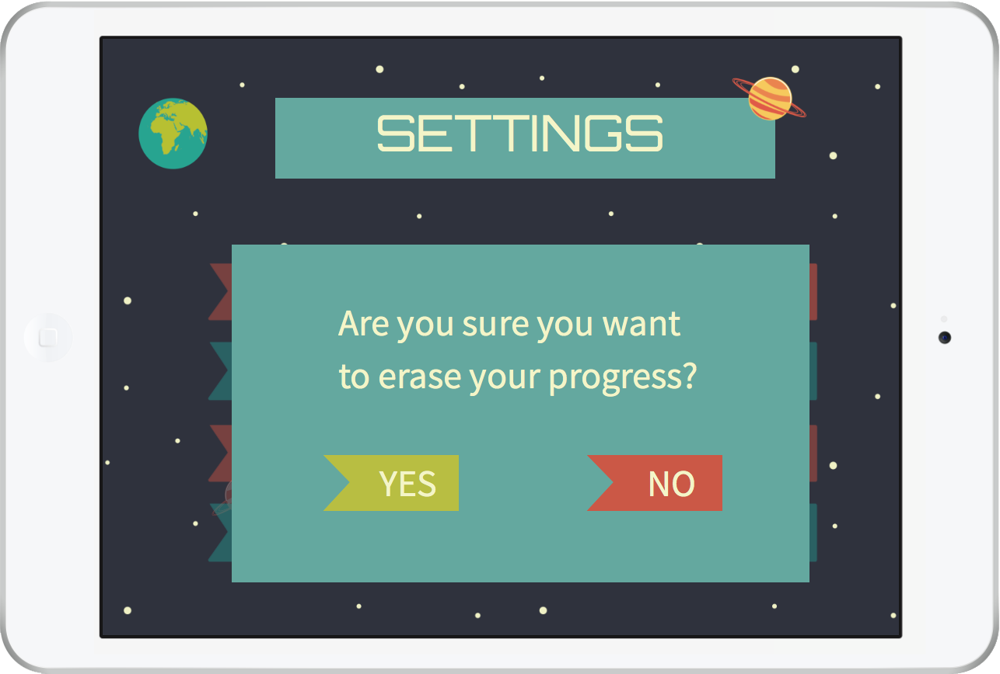 SETTINGS
Are you sure you want
to erase your progress?
YES
NO